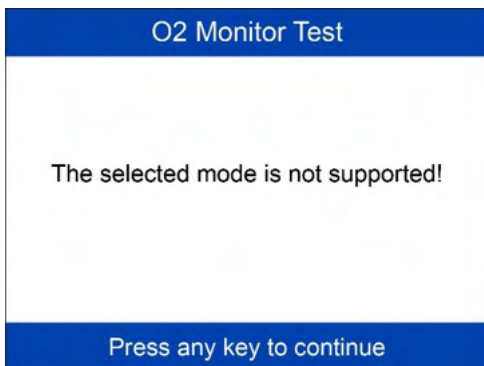 O2 Monitor Test
The selected mode is not supported!
Press any key to continue